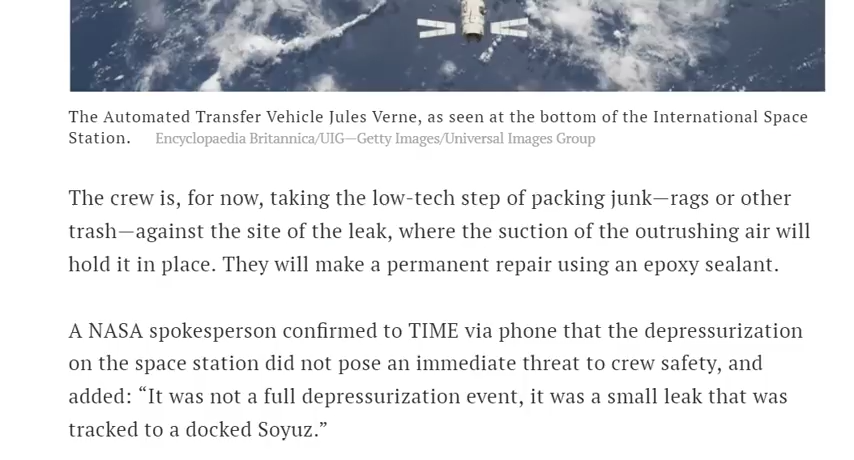 The Automated Transfer Vehicle Jules Verne, as seen at the bottom of the International Space
Station. Encyclopaedia Britannica/UIG—Getty Images/Universal Images Group
The crew is, for now, taking the low-tech step of packing junk—rags or other
trash—against the site of the leak, where the suction of the outrushing air will
hold it in place. They will make a permanent repair using an epoxy sealant.
A NASA spokesperson confirmed to TIME via phone that the depressurization
on the space station did not pose an immediate threat to crew safety, and
added: “It was not a full depressurization event, it was a small leak that was
tracked to a docked Soyuz.”